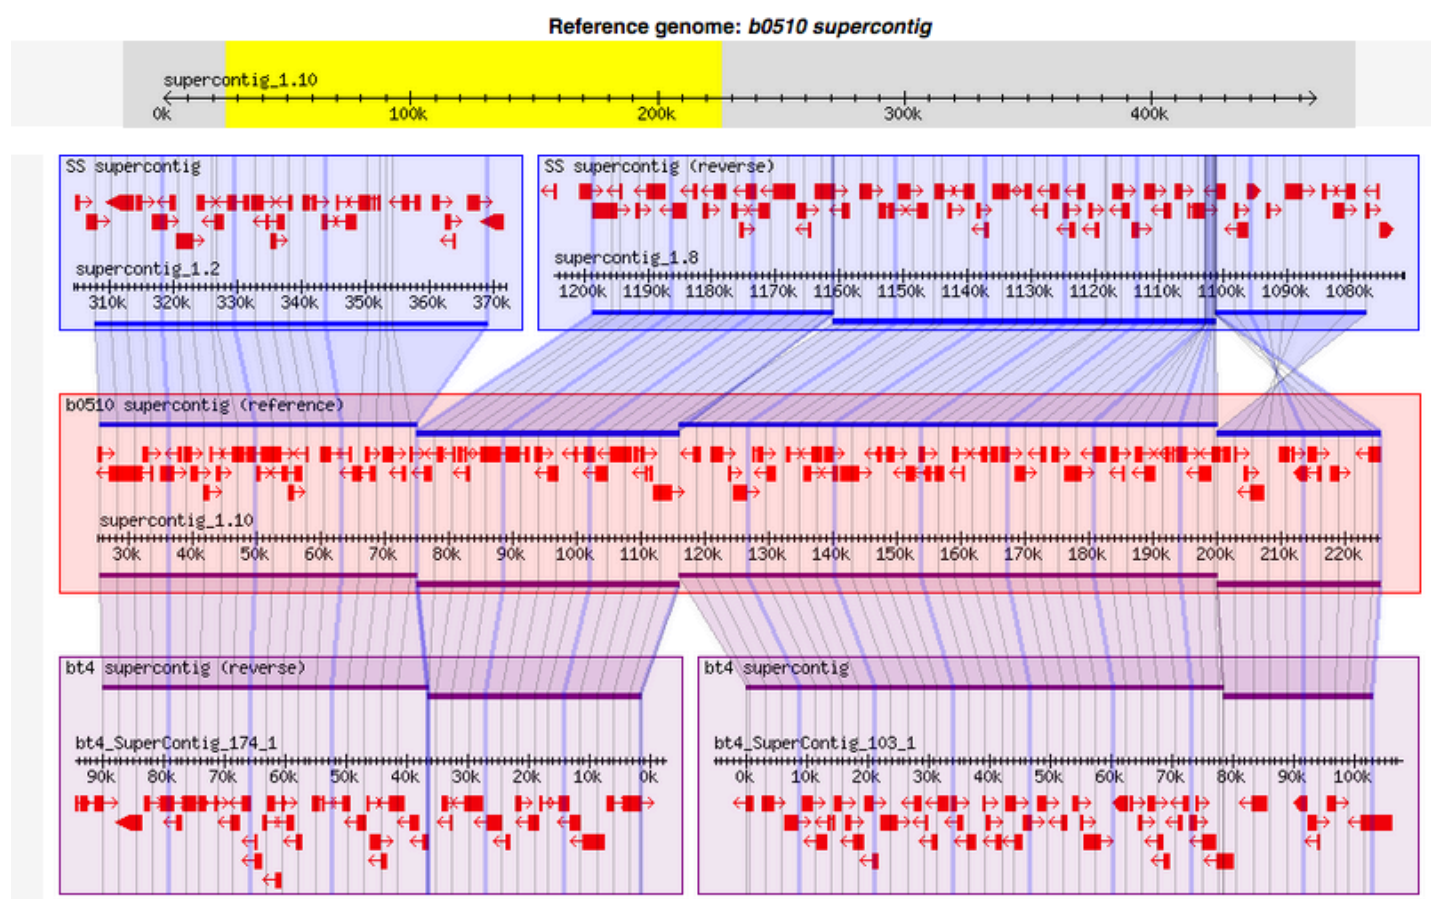 Reference genome: b0510 supercontig
supercontig_1.10
0k 100k 200k 300k 400k
SS supercontig
supercontig_1.2
310k 320k 330k 340k 350k 360k 370k
SS supercontig (reverse)
supercontig_1.8
1200k 1190k 1180k 1170k 1160k 1150k 1140k 1130k 1120k 1110k 1100k 1090k 1080k
b0510 supercontig (reference)
supercontig_1.10
30k 40k 50k 60k 70k 80k 90k 100k 110k 120k 130k 140k 150k 160k 170k 180k 190k 200k 210k 220k
bt4 supercontig (reverse)
bt4_SuperContig_174_1
90k 80k 70k 60k 50k 40k 30k 20k 10k 0k
bt4 supercontig
bt4_SuperContig_103_1
0k 10k 20k 30k 40k 50k 60k 70k 80k 90k 100k